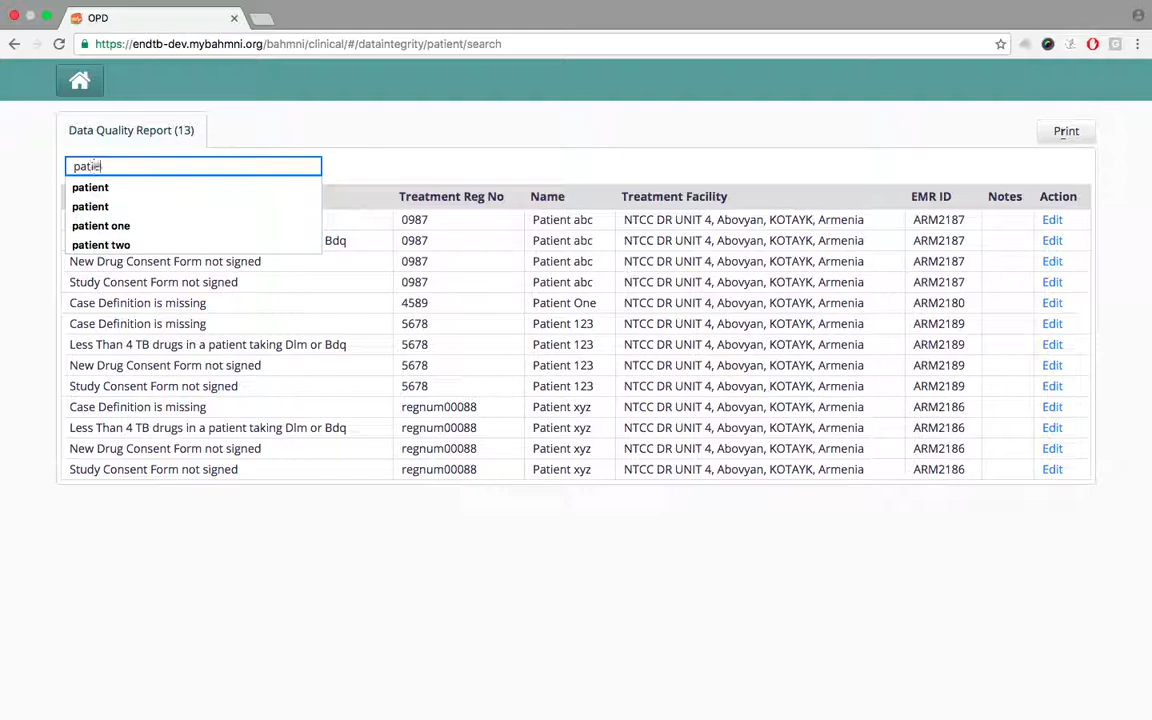 OPD
https://endtb-dev.mybahmni.org/bahmni/clinical/#/dataintegrity/patient/search
Data Quality Report (13)
Print
patie
patient
patient
patient one
patient two
Treatment Reg No Name Treatment Facility EMR ID Notes Action
0987 Patient abc NTCC DR UNIT 4, Abovyan, KOTAYK, Armenia ARM2187 Edit
Bdq 0987 Patient abc NTCC DR UNIT 4, Abovyan, KOTAYK, Armenia ARM2187 Edit
New Drug Consent Form not signed 0987 Patient abc NTCC DR UNIT 4, Abovyan, KOTAYK, Armenia ARM2187 Edit
Study Consent Form not signed 0987 Patient abc NTCC DR UNIT 4, Abovyan, KOTAYK, Armenia ARM2187 Edit
Case Definition is missing 4589 Patient One NTCC DR UNIT 4, Abovyan, KOTAYK, Armenia ARM2180 Edit
Case Definition is missing 5678 Patient 123 NTCC DR UNIT 4, Abovyan, KOTAYK, Armenia ARM2189 Edit
Less Than 4 TB drugs in a patient taking Dlm or Bdq 5678 Patient 123 NTCC DR UNIT 4, Abovyan, KOTAYK, Armenia ARM2189 Edit
New Drug Consent Form not signed 5678 Patient 123 NTCC DR UNIT 4, Abovyan, KOTAYK, Armenia ARM2189 Edit
Study Consent Form not signed 5678 Patient 123 NTCC DR UNIT 4, Abovyan, KOTAYK, Armenia ARM2189 Edit
Case Definition is missing regnum00088 Patient xyz NTCC DR UNIT 4, Abovyan, KOTAYK, Armenia ARM2186 Edit
Less Than 4 TB drugs in a patient taking Dlm or Bdq regnum00088 Patient xyz NTCC DR UNIT 4, Abovyan, KOTAYK, Armenia ARM2186 Edit
New Drug Consent Form not signed regnum00088 Patient xyz NTCC DR UNIT 4, Abovyan, KOTAYK, Armenia ARM2186 Edit
Study Consent Form not signed regnum00088 Patient xyz NTCC DR UNIT 4, Abovyan, KOTAYK, Armenia ARM2186 Edit